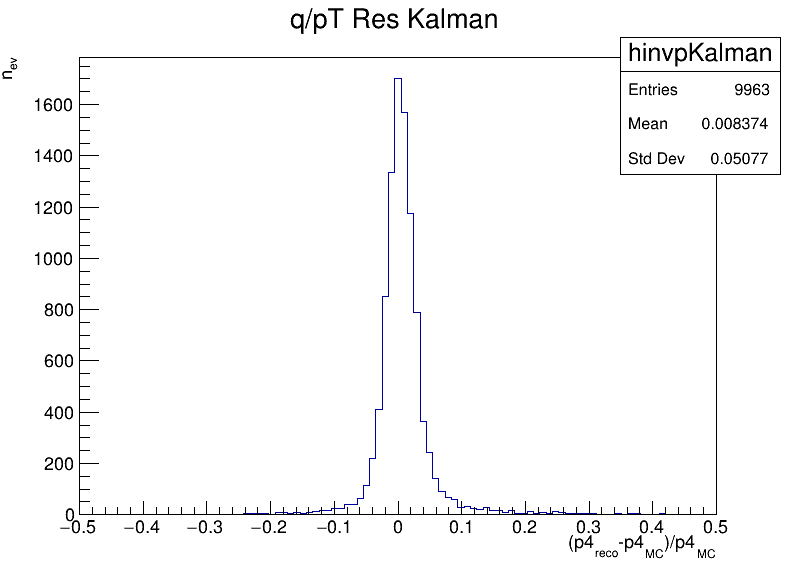 q/pT Res Kalman
hinvpKalman
Entries 9963
Mean 0.008374
Std Dev 0.05077
n_ev
1600
1400
1200
1000
800
600
400
200
0
−0.5 −0.4 −0.3 −0.2 −0.1 0 0.1 0.2 0.3 0.4 0.5
(p4_reco-p4_MC)/p4_MC